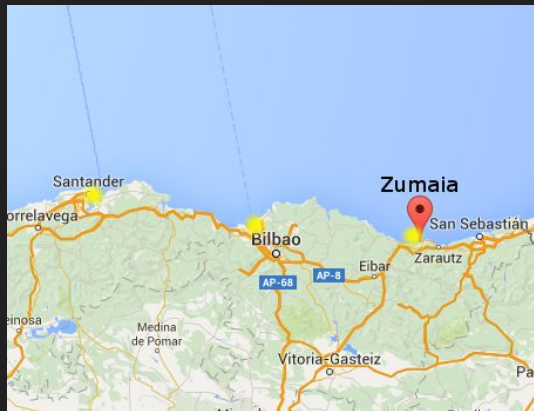 Zumaia
Santander
San Sebastián
orrelavega
Bilbao
Zarautz
Eibar
AP-68
AP-8
einosa
Medina
de Pomar
Vitoria-Gasteiz
Pa